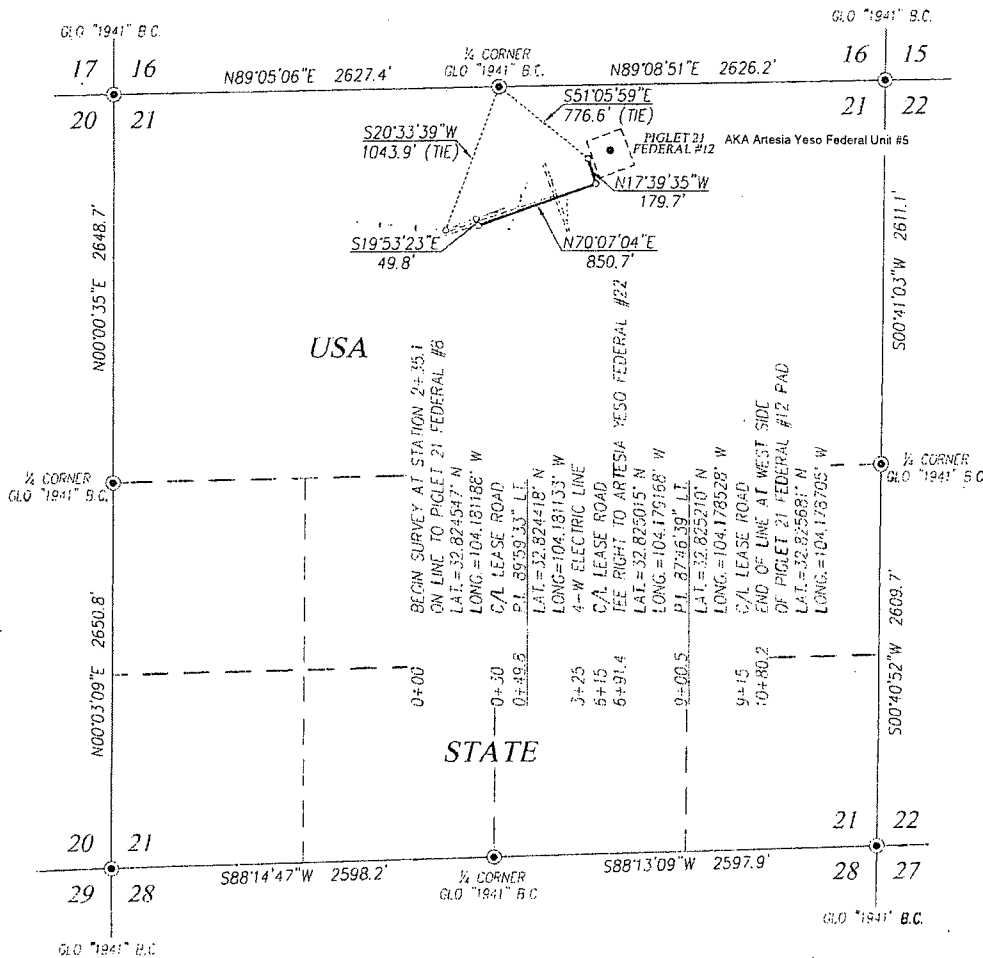 GLO "1941" B.C.
GLO "1941" B.C.
17 16
¼ CORNER
GLO "1941" B.C.
16 15
N89°05'06"E 2627.4'
N89°08'51"E 2626.2'
20 21
21 22
S51°05'59"E
776.6' (TIE)
S20°33'39"W
1043.9' (TIE)
PIGLET 21
FEDERAL #12
AKA Artesia Yeso Federal Unit #5
N17°39'35"W
179.7'
S19°53'23"E
49.8'
N70°07'04"E
850.7'
N00°00'35"E 2648.7'
S00°41'03"W 2611.1'
USA
0+00 BEGIN SURVEY AT STATION 2+35.1
ON LINE TO PIGLET 21 FEDERAL #8
LAT.=32.824547° N
LONG.=104.181188° W
0+30 C/L LEASE ROAD
0+49.8 P.I. 89°59'33" LT.
LAT.=32.824418° N
LONG=104.181133° W
3+25 4-W ELECTRIC LINE
6+15 C/L LEASE ROAD
6+91.4 TEE RIGHT TO ARTESIA YESO FEDERAL #22
LAT.=32.825015° N
LONG.=104.179168° W
9+00.5 P.I. 87°46'39" LT.
LAT.=32.825210° N
LONG.=104.178528° W
9+15 C/L LEASE ROAD
10+80.2 END OF LINE AT WEST SIDE
OF PIGLET 21 FEDERAL #12 PAD
LAT.=32.825681° N
LONG.=104.178705° W
¼ CORNER
GLO "1941" B.C.
¼ CORNER
GLO "1941" B.C.
N00°03'09"E 2650.8'
S00°40'52"W 2609.7'
STATE
20 21
21 22
S88°14'47"W 2598.2'
S88°13'09"W 2597.9'
29 28
¼ CORNER
GLO "1941" B.C
28 27
GLO "1941" B.C.
GLO "1941" B.C